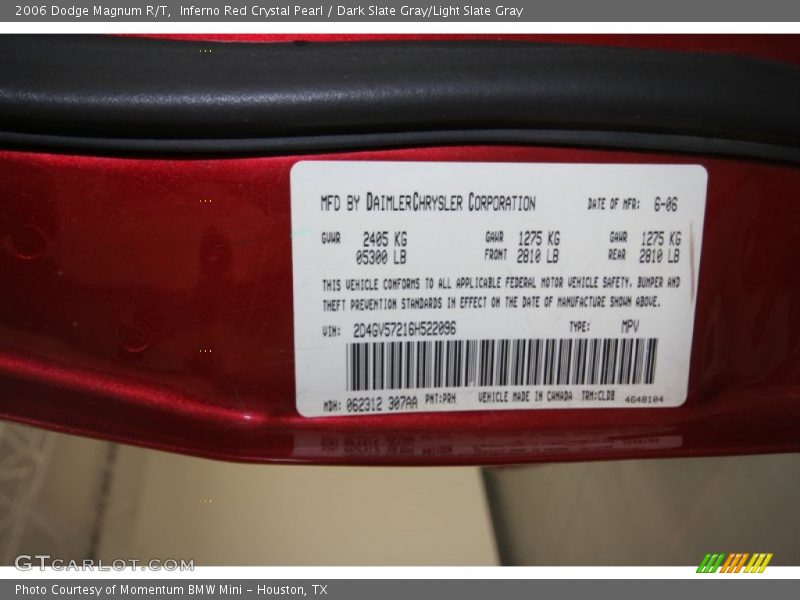 2006 Dodge Magnum R/T,  Inferno Red Crystal Pearl / Dark Slate Gray/Light Slate Gray
MFD BY DAIMLERCHRYSLER CORPORATION DATE OF MFR: 6-06
GVWR 2405 KG GAWR 1275 KG GAWR 1275 KG
05300 LB FRONT 2810 LB REAR 2810 LB
THIS VEHICLE CONFORMS TO ALL APPLICABLE FEDERAL MOTOR VEHICLE SAFETY, BUMPER AND
THEFT PREVENTION STANDARDS IN EFFECT ON THE DATE OF MANUFACTURE SHOWN ABOVE.
VIN: 2D4GV57216H522096 TYPE: MPV
MDH: 062312 307AA PNT:PRH VEHICLE MADE IN CANADA TRM:CLDB 4648104
GTCARLOT.COM
Photo Courtesy of Momentum BMW Mini - Houston, TX